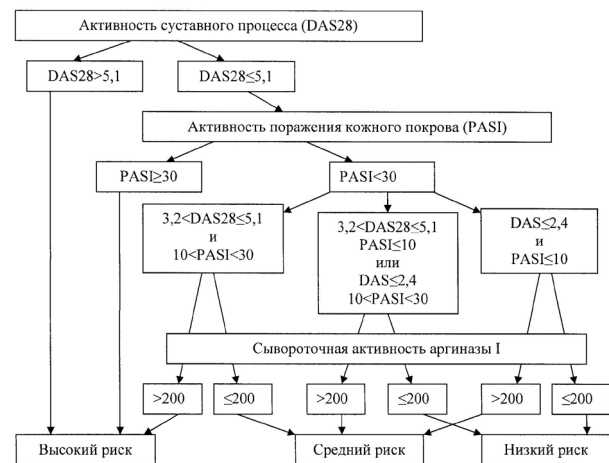 Активность суставного процесса (DAS28)
DAS28>5,1
DAS28≤5,1
Активность поражения кожного покрова (PASI)
PASI≥30
PASI<30
3,2<DAS28≤5,1
и
10<PASI<30
3,2<DAS28≤5,1
PASI≤10
или
DAS≤2,4
10<PASI<30
DAS≤2,4
и
PASI≤10
Сывороточная активность аргиназы I
>200
≤200
>200
≤200
>200
≤200
Высокий риск
Средний риск
Низкий риск